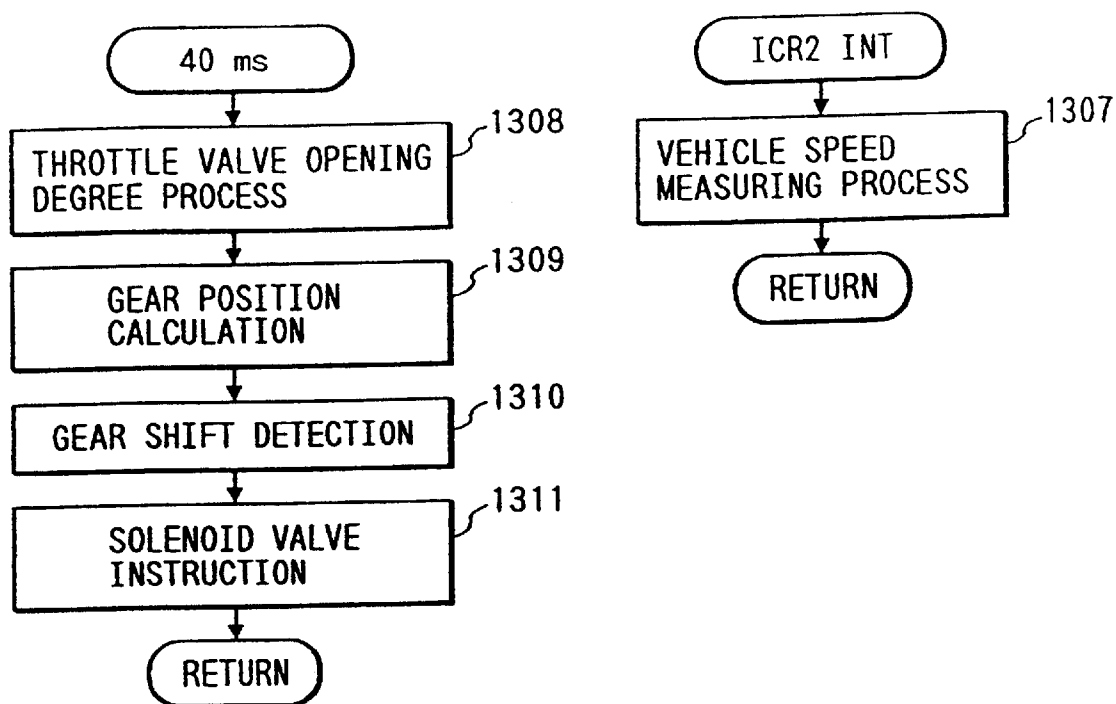 40 ms
1308
THROTTLE VALVE OPENING
DEGREE PROCESS
1309
GEAR POSITION
CALCULATION
1310
GEAR SHIFT DETECTION
1311
SOLENOID VALVE
INSTRUCTION
RETURN
ICR2 INT
1307
VEHICLE SPEED
MEASURING PROCESS
RETURN